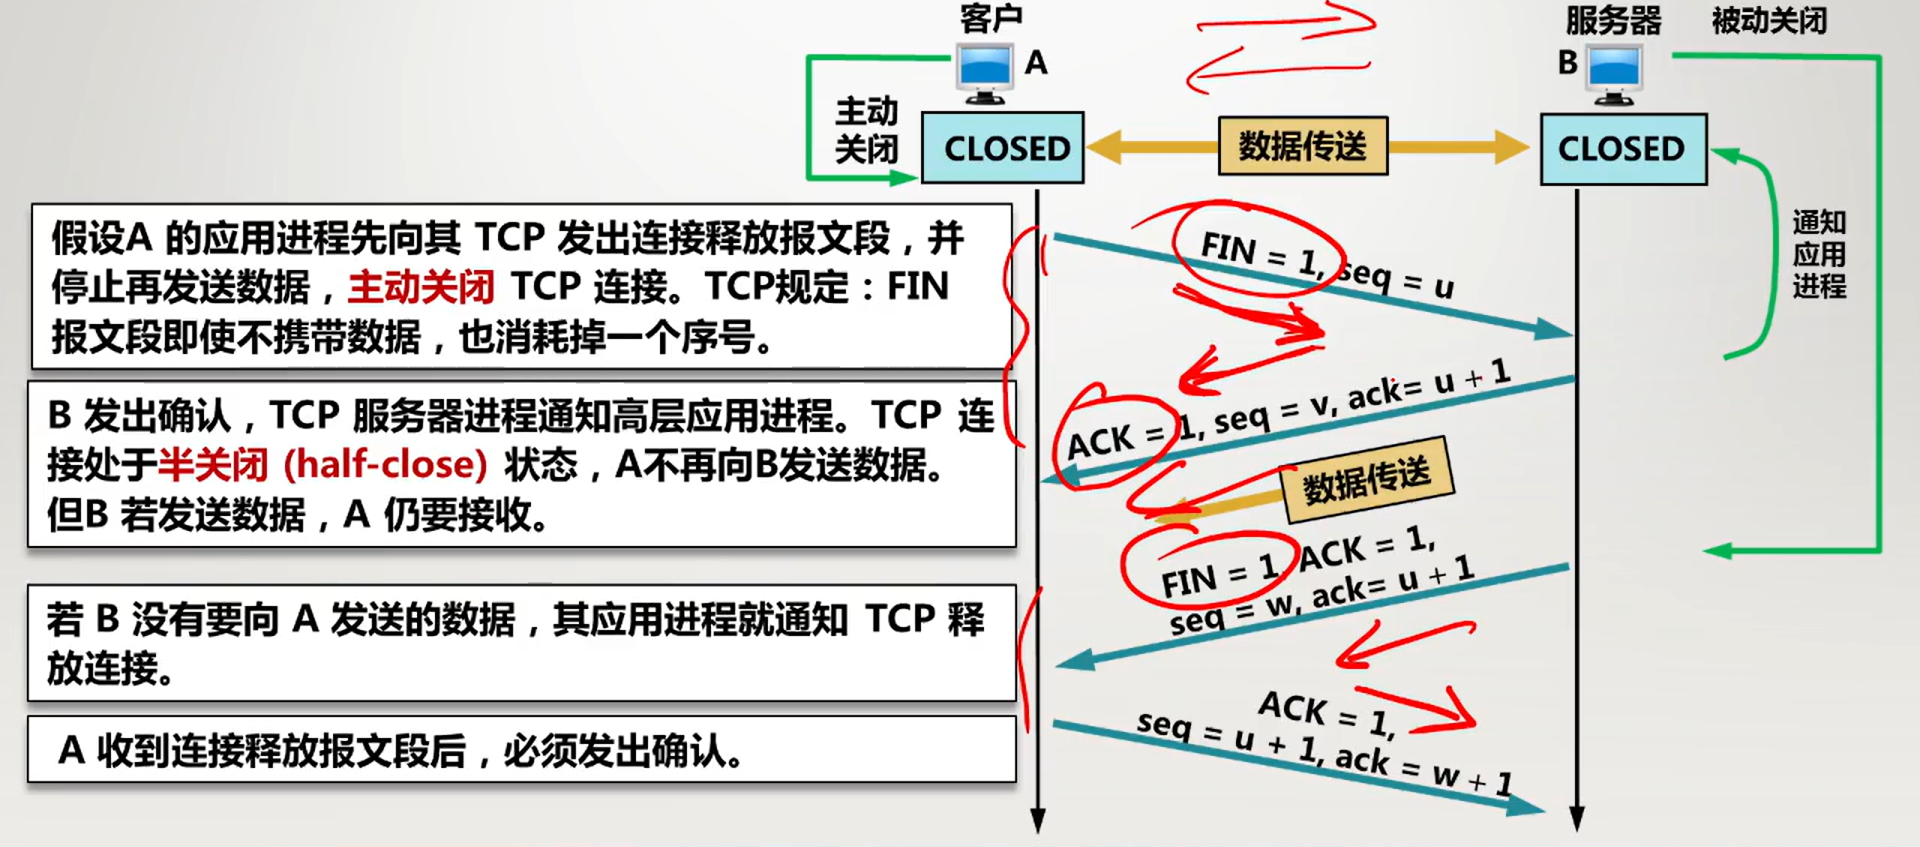 客户
服务器
被动关闭
A
B
主动
关闭
CLOSED
数据传送
CLOSED
假设A 的应用进程先向其 TCP 发出连接释放报文段，并
停止再发送数据，主动关闭 TCP 连接。TCP规定：FIN
报文段即使不携带数据，也消耗掉一个序号。
FIN = 1, seq = u
通知
应用
进程
B 发出确认，TCP 服务器进程通知高层应用进程。TCP 连
接处于半关闭 (half-close) 状态，A不再向B发送数据。
但B 若发送数据，A 仍要接收。
ACK = 1, seq = v, ack= u + 1
数据传送
FIN = 1, ACK = 1,
seq = w, ack= u + 1
若 B 没有要向 A 发送的数据，其应用进程就通知 TCP 释
放连接。
A 收到连接释放报文段后，必须发出确认。
ACK = 1,
seq = u + 1, ack = w + 1